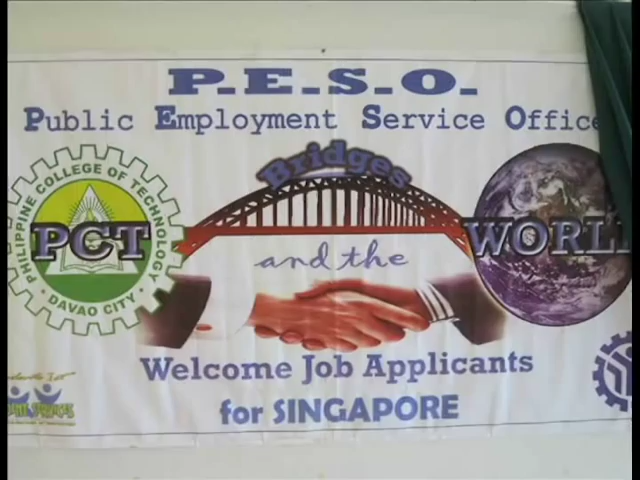 P.E.S.O.
Public Employment Service Office
Bridges
PHILIPPINE COLLEGE OF TECHNOLOGY
PCT
DAVAO CITY
WORL
and the
Welcome Job Applicants
for SINGAPORE